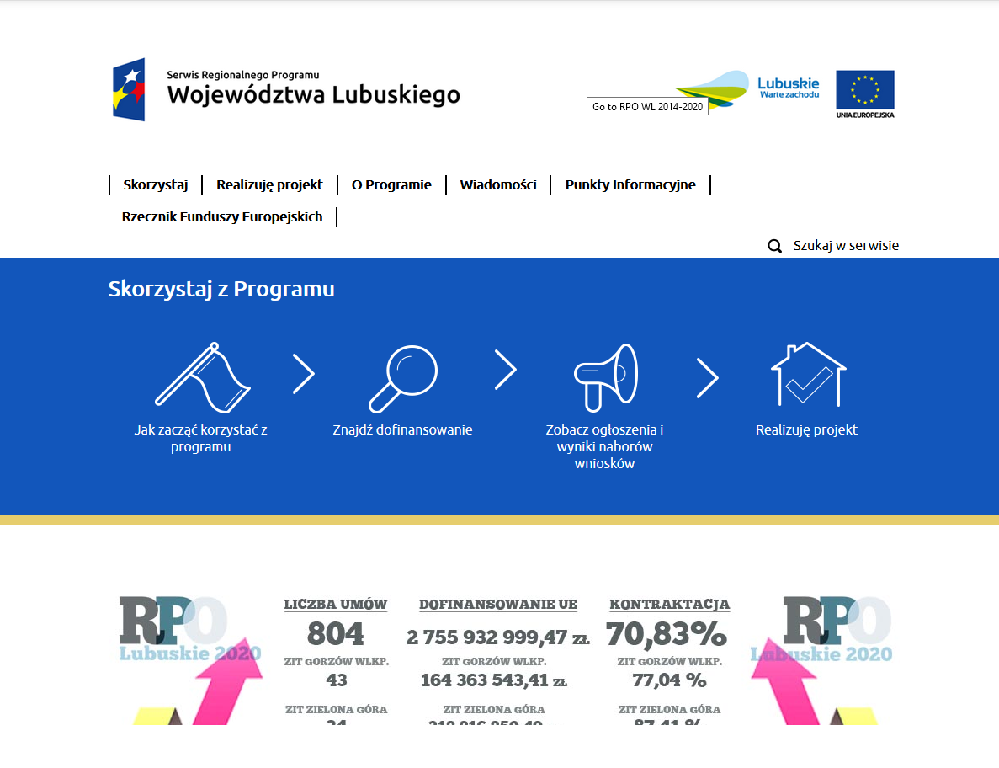 Serwis Regionalnego Programu
Województwa Lubuskiego
Lubuskie
Warte zachodu
Go to RPO WL 2014-2020
UNIA EUROPEJSKA
Skorzystaj
Realizuję projekt
O Programie
Wiadomości
Punkty Informacyjne
Rzecznik Funduszy Europejskich
Szukaj w serwisie
Skorzystaj z Programu
Jak zacząć korzystać z
programu
Znajdź dofinansowanie
Zobacz ogłoszenia i
wyniki naborów
wniosków
Realizuję projekt
RPO
Lubuskie 2020
LICZBA UMÓW
804
ZIT GORZÓW WLKP.
43
ZIT ZIELONA GÓRA
DOFINANSOWANIE UE
2 755 932 999,47 ZŁ
ZIT GORZÓW WLKP.
164 363 543,41 ZŁ
ZIT ZIELONA GÓRA
KONTRAKTACJA
70,83%
ZIT GORZÓW WLKP.
77,04 %
ZIT ZIELONA GÓRA
RPO
Lubuskie 2020